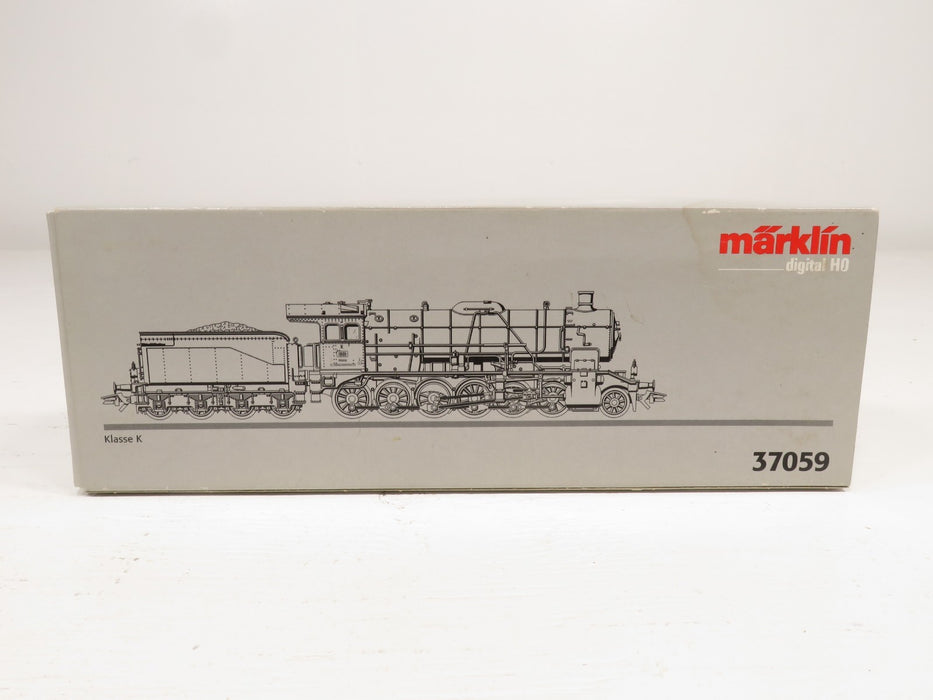 märklin
digital H0
Klasse K
37059